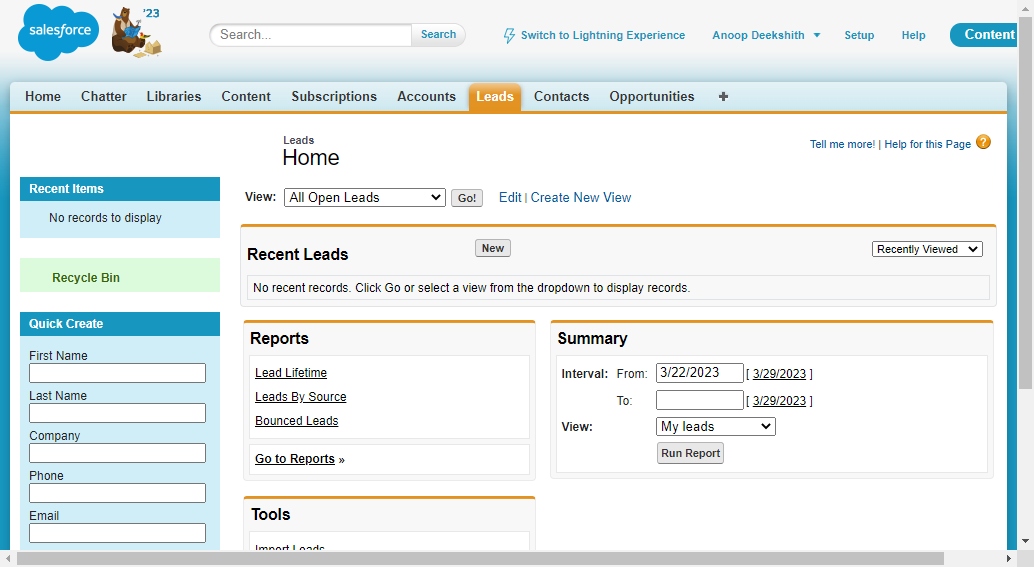 salesforce
'23
Search...
Search
Switch to Lightning Experience
Anoop Deekshith
Setup
Help
Content
Home
Chatter
Libraries
Content
Subscriptions
Accounts
Leads
Contacts
Opportunities
+
Leads
Home
Tell me more! | Help for this Page ?
Recent Items
No records to display
Recycle Bin
Quick Create
First Name
Last Name
Company
Phone
Email
View: All Open Leads Go! Edit | Create New View
Recent Leads
New
Recently Viewed
No recent records. Click Go or select a view from the dropdown to display records.
Reports
Lead Lifetime
Leads By Source
Bounced Leads
Go to Reports »
Tools
Import Leads
Summary
Interval: From: 3/22/2023 [ 3/29/2023 ]
To: [ 3/29/2023 ]
View: My leads
Run Report